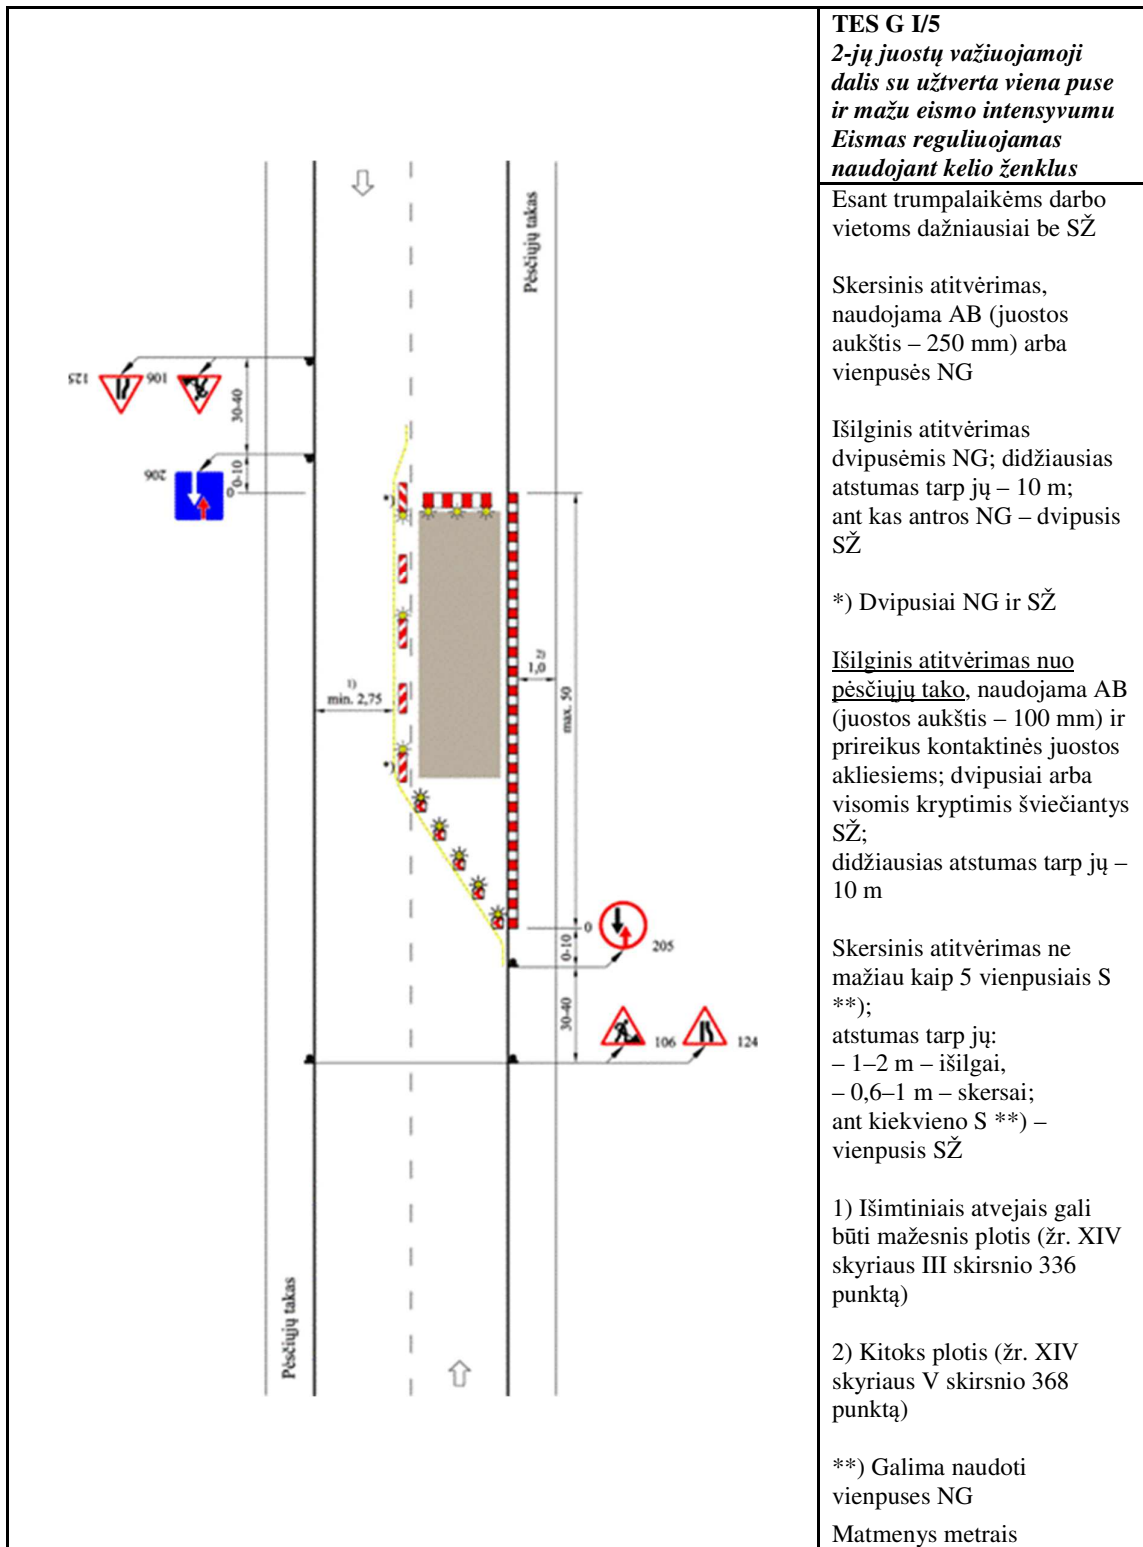 TES G I/5
2-jų juostų važiuojamoji
dalis su užtverta viena puse
ir mažu eismo intensyvumu
Eismas reguliuojamas
naudojant kelio ženklus
Esant trumpalaikėms darbo
vietoms dažniausiai be SŽ
Skersinis atitvėrimas,
naudojama AB (juostos
aukštis – 250 mm) arba
vienpusės NG
Išilginis atitvėrimas
dvipusėmis NG; didžiausias
atstumas tarp jų – 10 m;
ant kas antros NG – dvipusis
SŽ
*) Dvipusiai NG ir SŽ
Išilginis atitvėrimas nuo
pėsčiųjų tako, naudojama AB
(juostos aukštis – 100 mm) ir
prireikus kontaktinės juostos
akliesiems; dvipusiai arba
visomis kryptimis šviečiantys
SŽ;
didžiausias atstumas tarp jų –
10 m
Skersinis atitvėrimas ne
mažiau kaip 5 vienpusiais S
**);
atstumas tarp jų:
– 1–2 m – išilgai,
– 0,6–1 m – skersai;
ant kiekvieno S **) –
vienpusis SŽ
1) Išimtiniais atvejais gali
būti mažesnis plotis (žr. XIV
skyriaus III skirsnio 336
punktą)
2) Kitoks plotis (žr. XIV
skyriaus V skirsnio 368
punktą)
**) Galima naudoti
vienpuses NG
Matmenys metrais
Pėsčiųjų takas
125
106
30-40
206
0-10
0
*)
1)
min. 2,75
2)
1,0
max. 50
*)
0
205
0-10
30-40
106
124
Pėsčiųjų takas